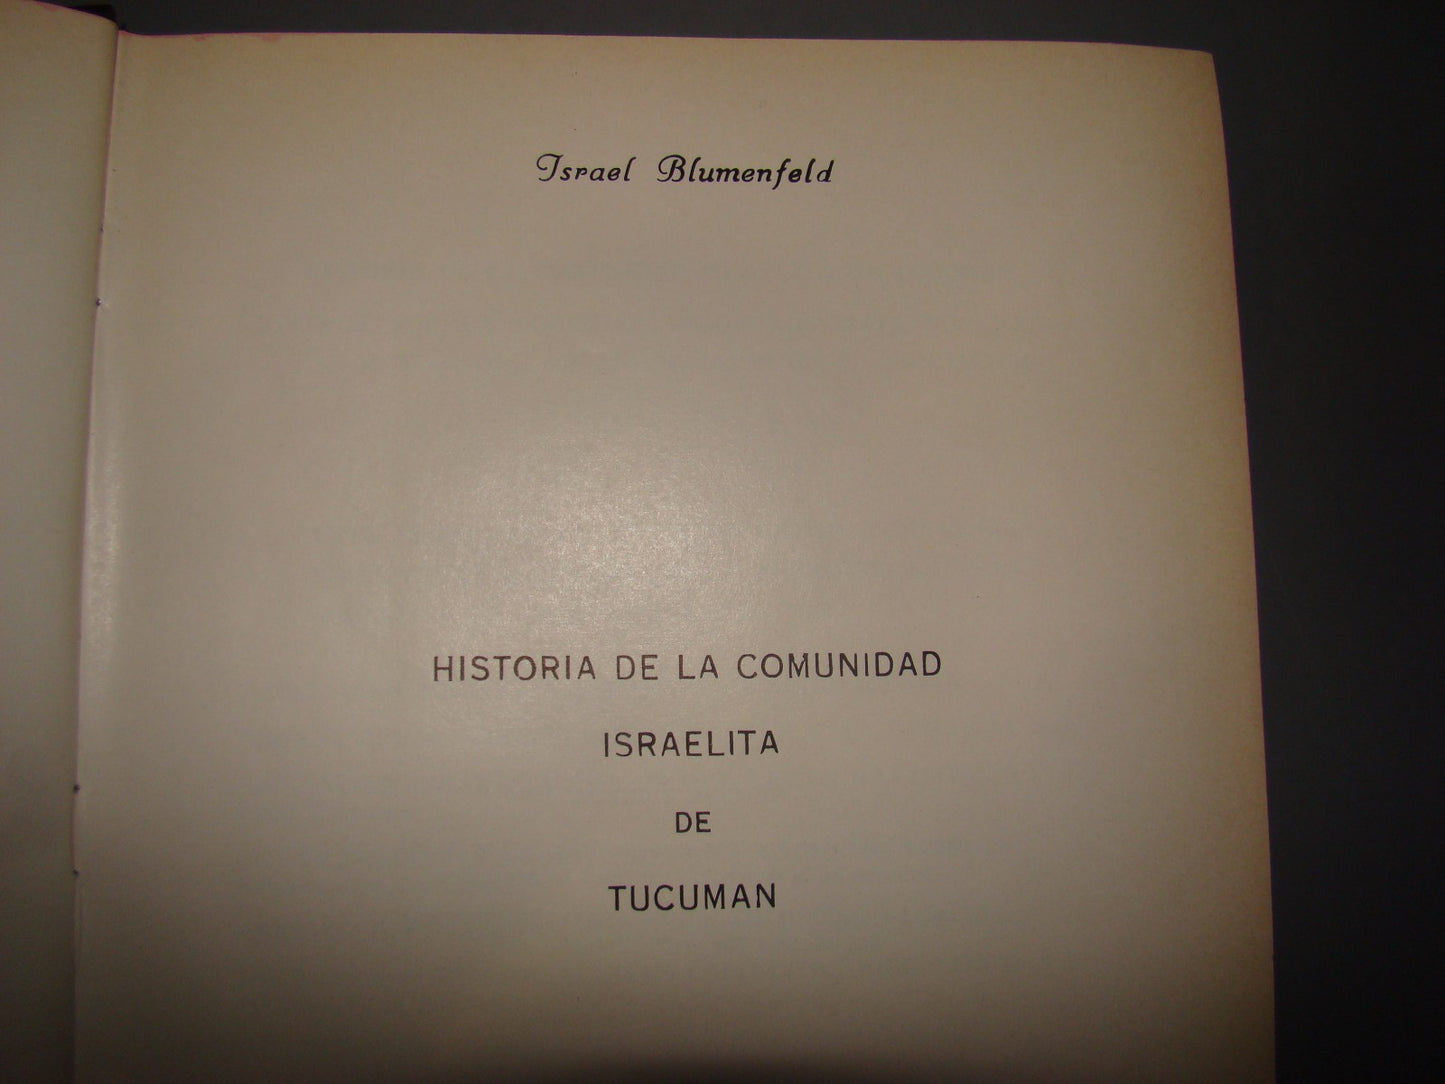 Israel Blumenfeld
HISTORIA DE LA COMUNIDAD
ISRAELITA
DE
TUCUMAN